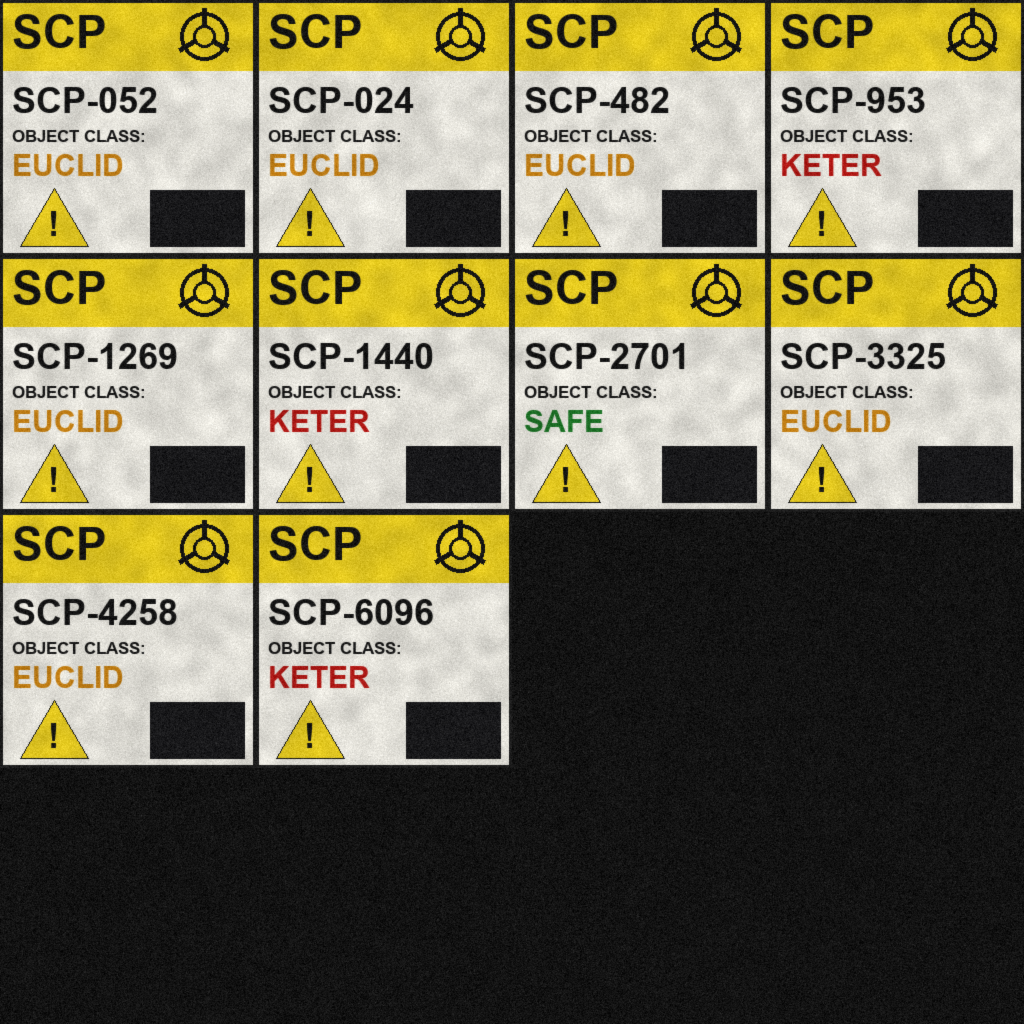 SCP
SCP-052
OBJECT CLASS:
EUCLID
!
SCP
SCP-024
OBJECT CLASS:
EUCLID
!
SCP
SCP-482
OBJECT CLASS:
EUCLID
!
SCP
SCP-953
OBJECT CLASS:
KETER
!
SCP
SCP-1269
OBJECT CLASS:
EUCLID
!
SCP
SCP-1440
OBJECT CLASS:
KETER
!
SCP
SCP-2701
OBJECT CLASS:
SAFE
!
SCP
SCP-3325
OBJECT CLASS:
EUCLID
!
SCP
SCP-4258
OBJECT CLASS:
EUCLID
!
SCP
SCP-6096
OBJECT CLASS:
KETER
!